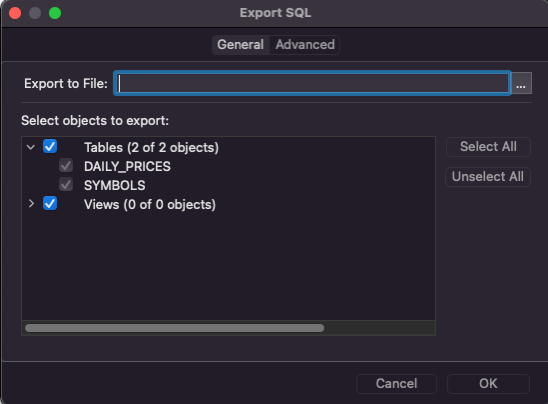 Export SQL
General Advanced
Export to File: ...
Select objects to export:
Tables (2 of 2 objects)
DAILY_PRICES
SYMBOLS
Views (0 of 0 objects)
Select All
Unselect All
Cancel OK